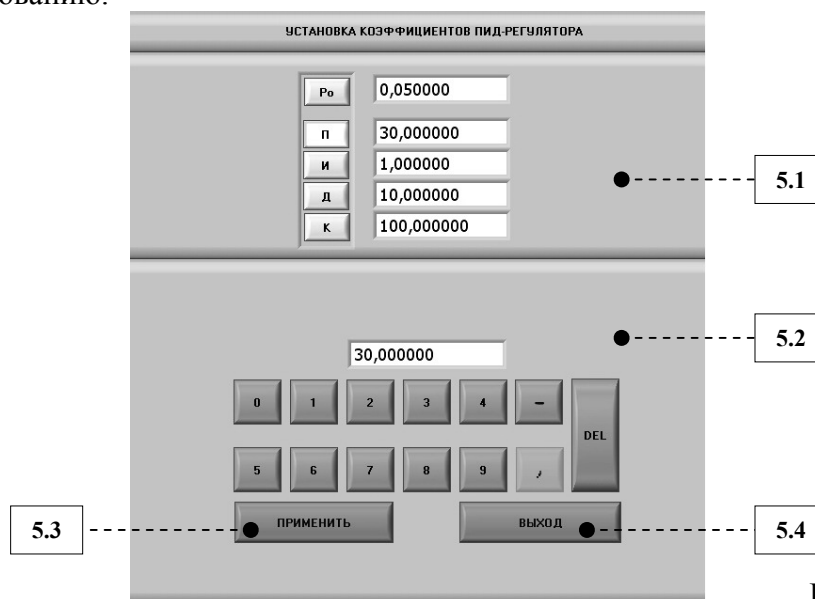 ованию.
УСТАНОВКА КОЭФФИЦИЕНТОВ ПИД-РЕГУЛЯТОРА
Ро 0,050000
П 30,000000
И 1,000000
5.1
Д 10,000000
К 100,000000
5.2
30,000000
0 1 2 3 4 –
DEL
5 6 7 8 9 ,
5.3 ПРИМЕНИТЬ ВЫХОД 5.4